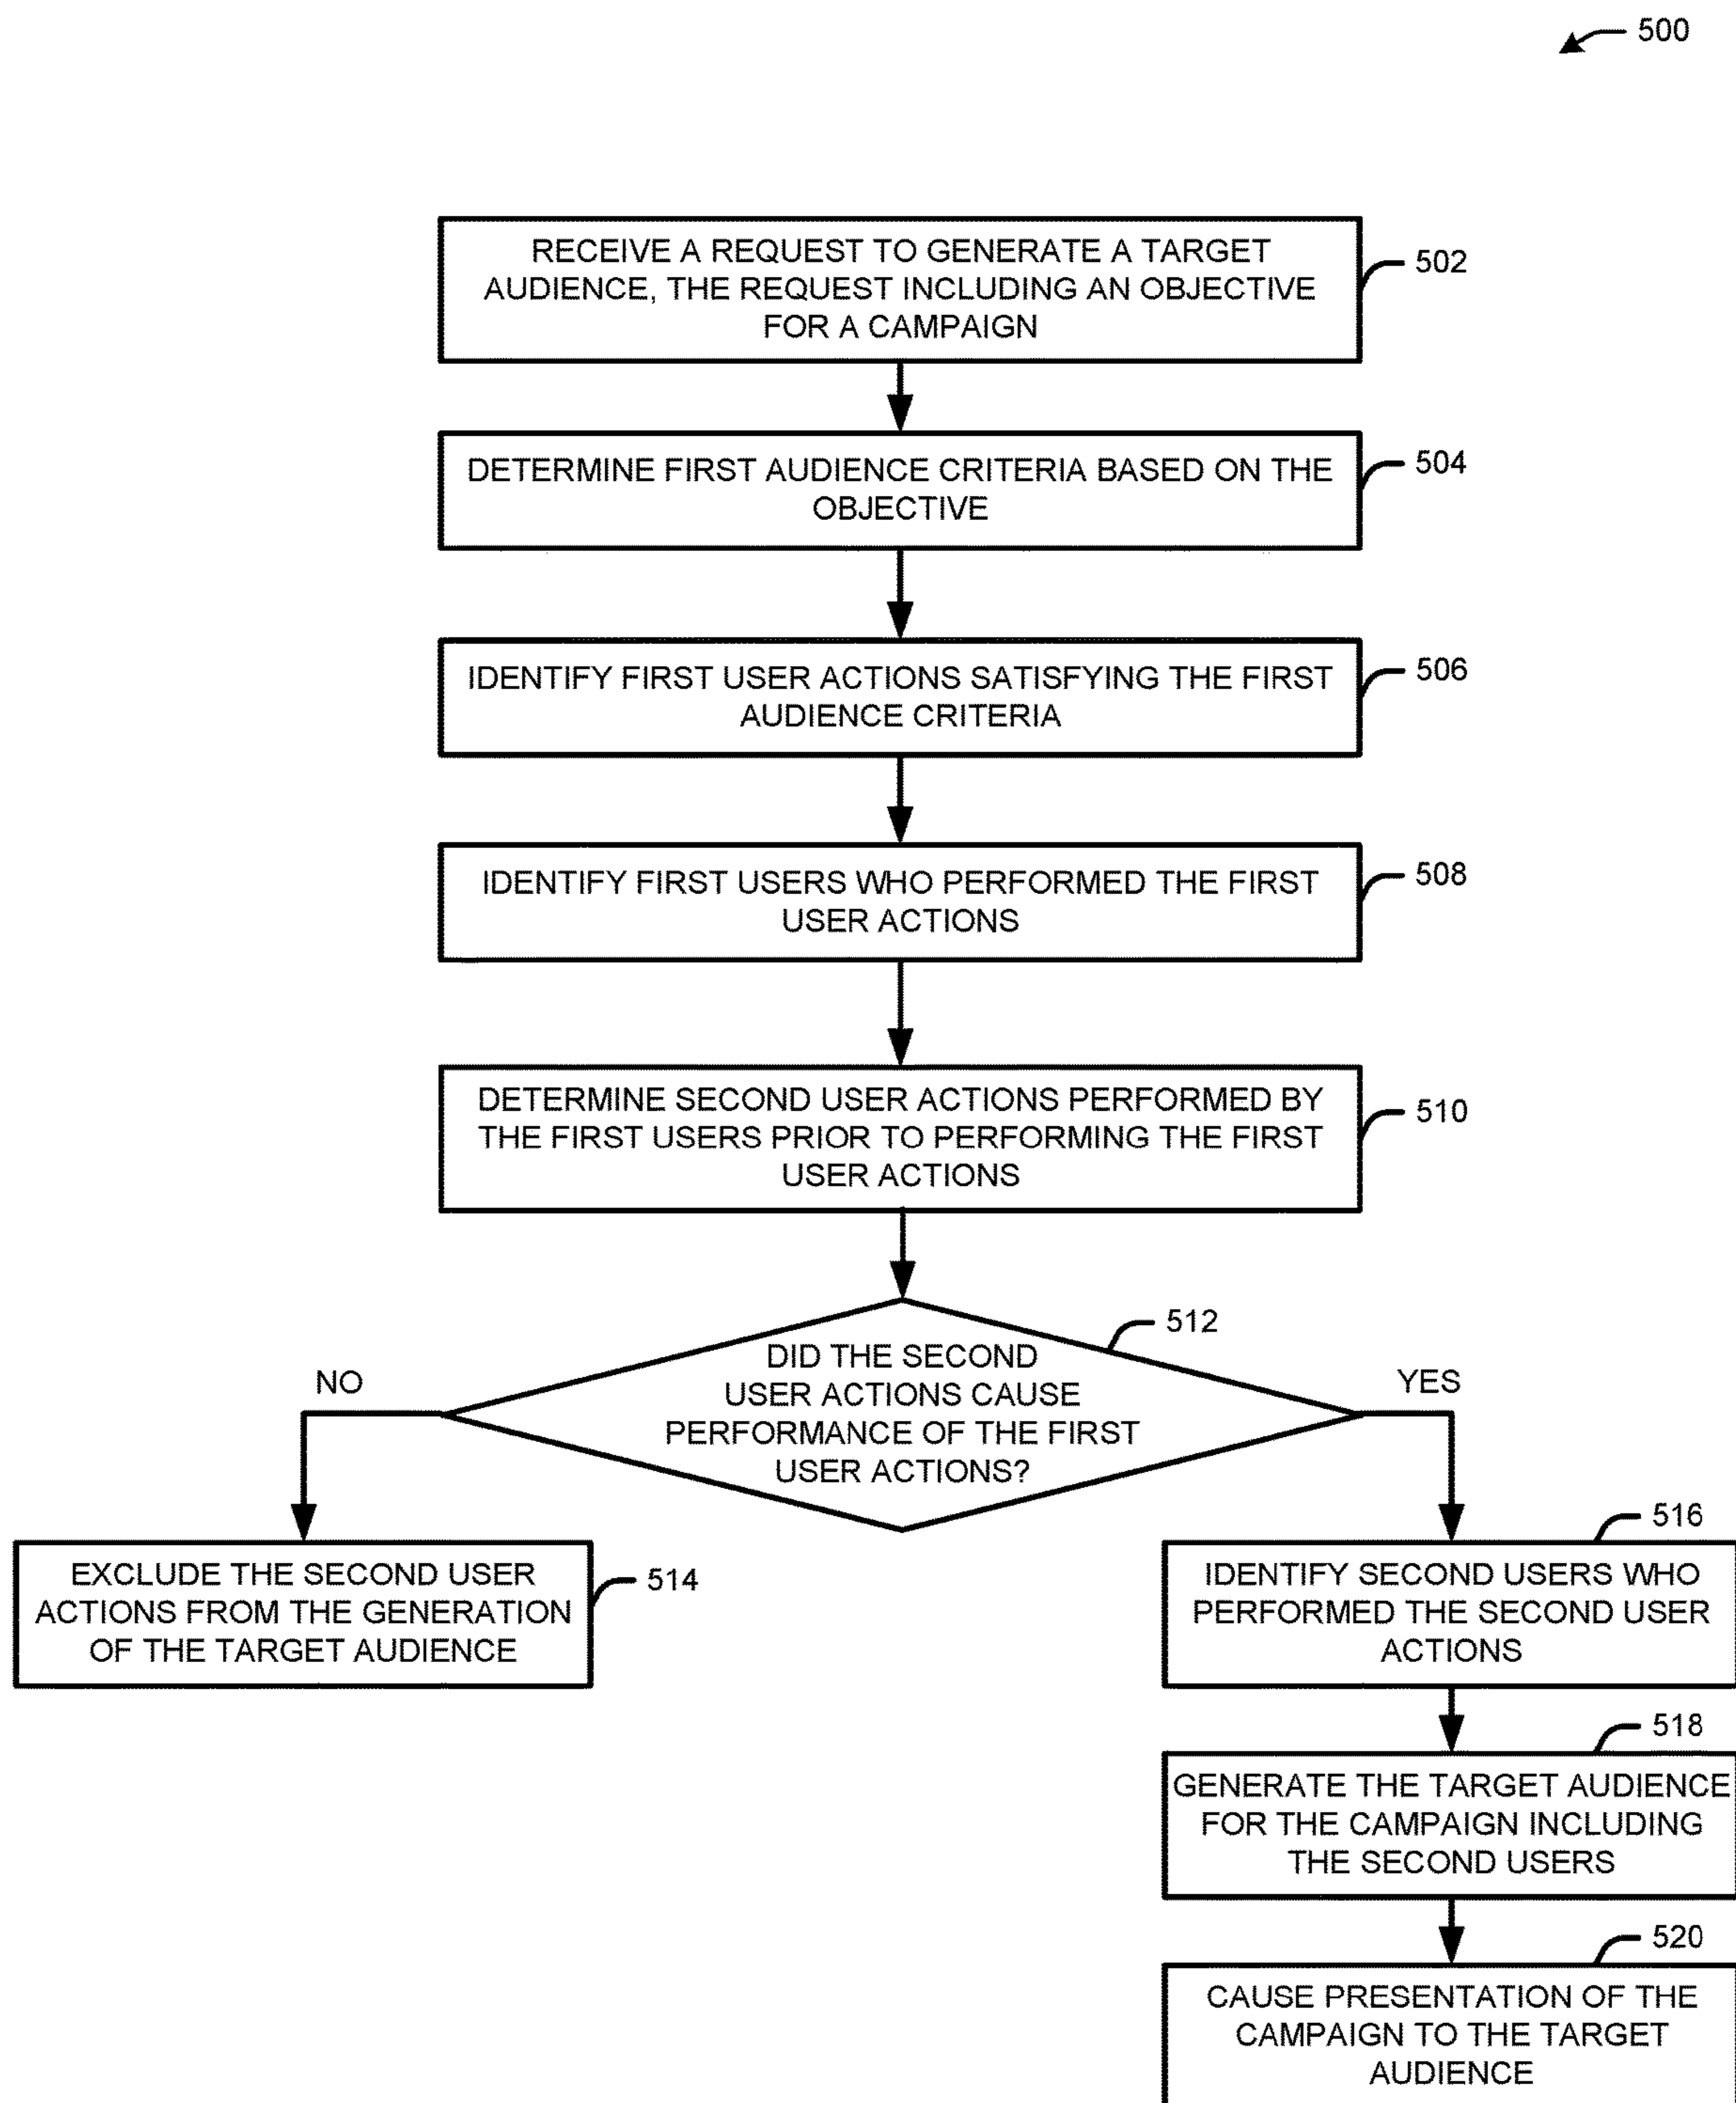 500
RECEIVE A REQUEST TO GENERATE A TARGET
AUDIENCE, THE REQUEST INCLUDING AN OBJECTIVE
FOR A CAMPAIGN
502
DETERMINE FIRST AUDIENCE CRITERIA BASED ON THE
OBJECTIVE
504
IDENTIFY FIRST USER ACTIONS SATISFYING THE FIRST
AUDIENCE CRITERIA
506
IDENTIFY FIRST USERS WHO PERFORMED THE FIRST
USER ACTIONS
508
DETERMINE SECOND USER ACTIONS PERFORMED BY
THE FIRST USERS PRIOR TO PERFORMING THE FIRST
USER ACTIONS
510
DID THE SECOND
USER ACTIONS CAUSE
PERFORMANCE OF THE FIRST
USER ACTIONS?
512
NO
YES
EXCLUDE THE SECOND USER
ACTIONS FROM THE GENERATION
OF THE TARGET AUDIENCE
514
516
IDENTIFY SECOND USERS WHO
PERFORMED THE SECOND USER
ACTIONS
518
GENERATE THE TARGET AUDIENCE
FOR THE CAMPAIGN INCLUDING
THE SECOND USERS
520
CAUSE PRESENTATION OF THE
CAMPAIGN TO THE TARGET
AUDIENCE